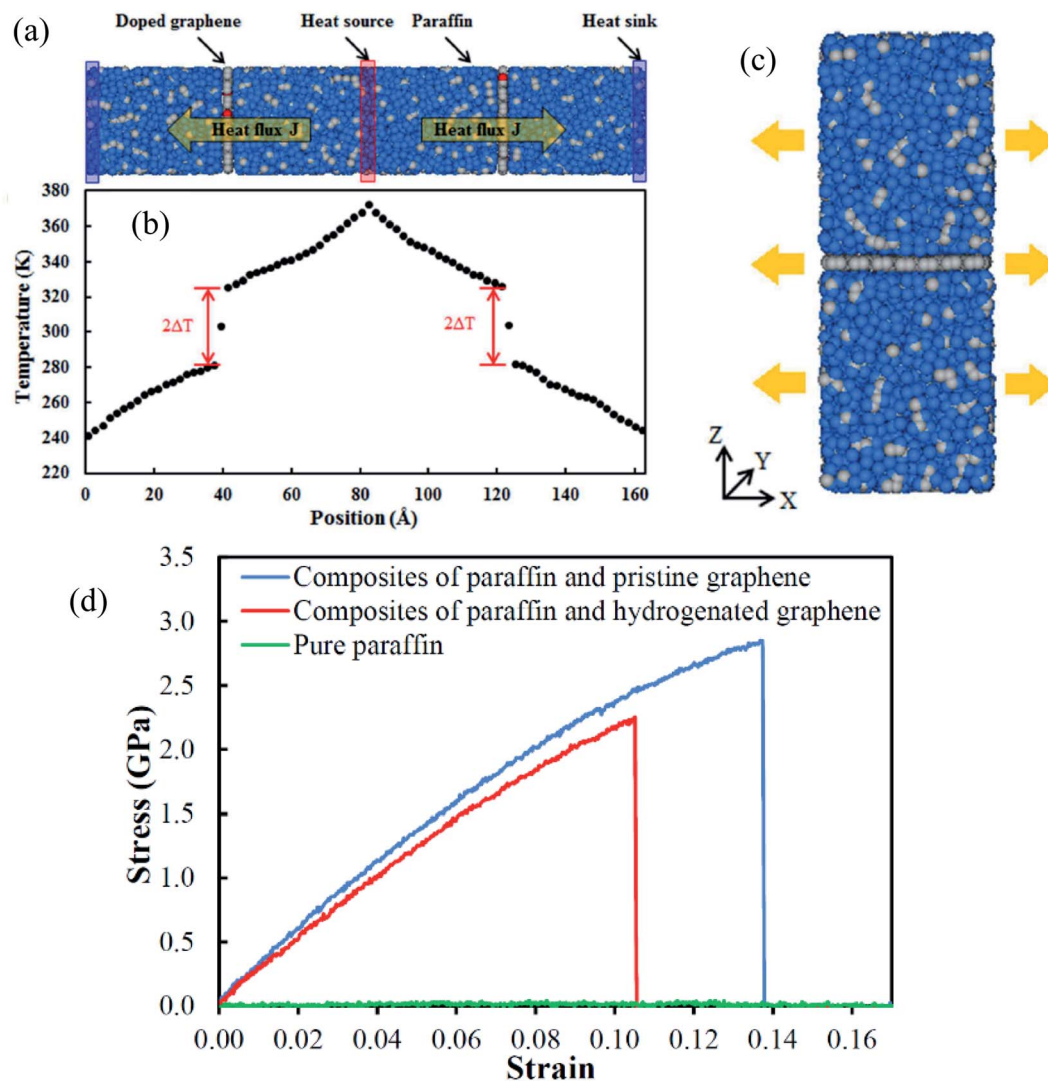 (a)
Doped graphene Heat source Paraffin Heat sink
Heat flux J Heat flux J
(b)
Temperature (K)
380
360
340
320
300
280
260
240
220
2ΔT 2ΔT
0 20 40 60 80 100 120 140 160
Position (Å)
(c)
Z
Y
X
(d)
Composites of paraffin and pristine graphene
Composites of paraffin and hydrogenated graphene
Pure paraffin
Stress (GPa)
3.5
3.0
2.5
2.0
1.5
1.0
0.5
0.0
0.00 0.02 0.04 0.06 0.08 0.10 0.12 0.14 0.16
Strain